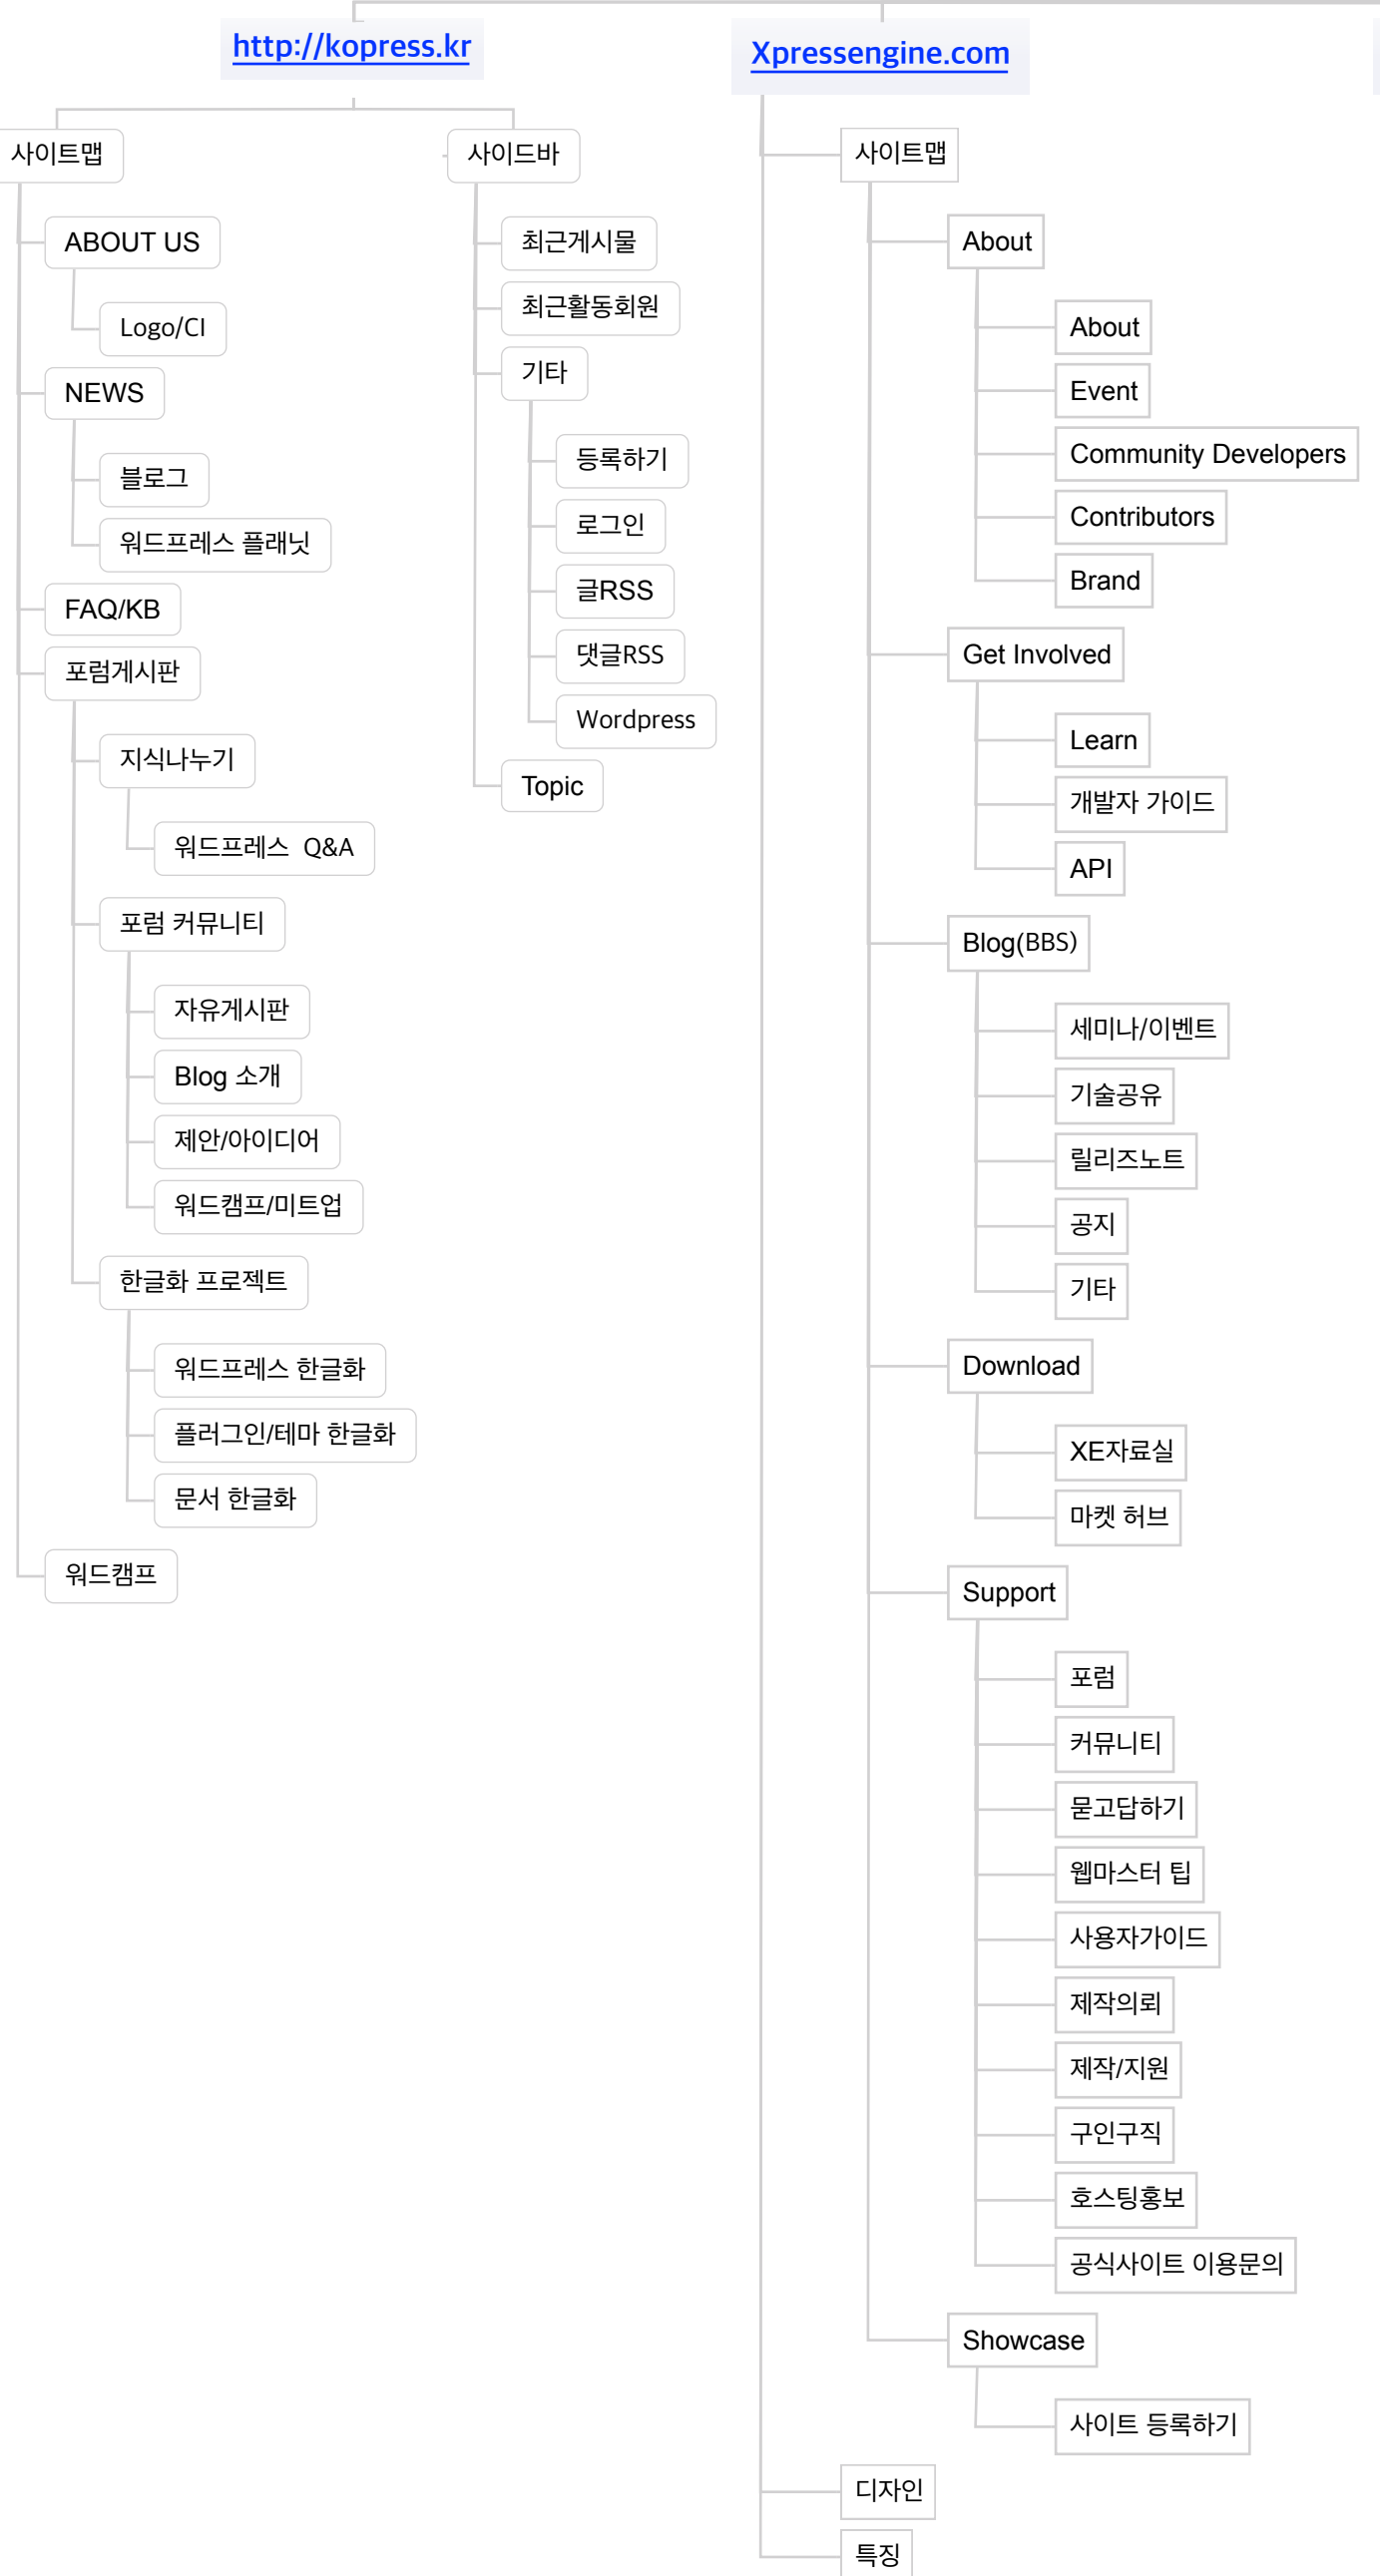 http://kopress.kr
사이트맵
ABOUT US
Logo/CI
NEWS
블로그
워드프레스 플래닛
FAQ/KB
포럼게시판
지식나누기
워드프레스 Q&A
포럼 커뮤니티
자유게시판
Blog 소개
제안/아이디어
워드캠프/미트업
한글화 프로젝트
워드프레스 한글화
플러그인/테마 한글화
문서 한글화
워드캠프
사이드바
최근게시물
최근활동회원
기타
등록하기
로그인
글RSS
댓글RSS
Wordpress
Topic
Xpressengine.com
사이트맵
About
About
Event
Community Developers
Contributors
Brand
Get Involved
Learn
개발자 가이드
API
Blog(BBS)
세미나/이벤트
기술공유
릴리즈노트
공지
기타
Download
XE자료실
마켓 허브
Support
포럼
커뮤니티
묻고답하기
웹마스터 팁
사용자가이드
제작의뢰
제작/지원
구인구직
호스팅홍보
공식사이트 이용문의
Showcase
사이트 등록하기
디자인
특징